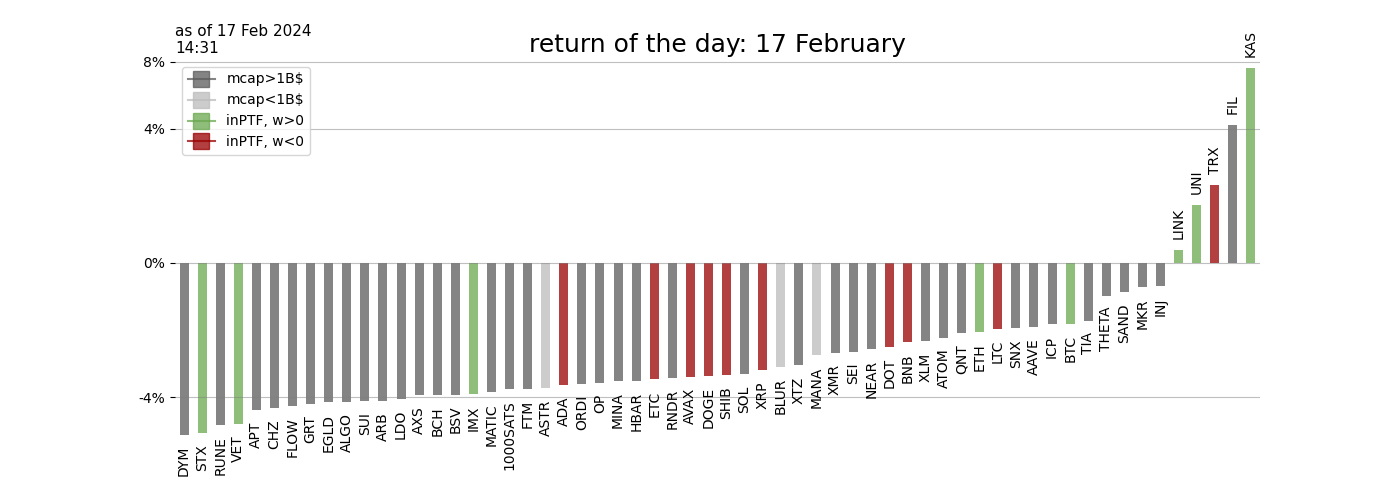 as of 17 Feb 2024
14:31
return of the day: 17 February
8%
4%
0%
-4%
mcap>1B$
mcap<1B$
inPTF, w>0
inPTF, w<0
DYM
STX
RUNE
VET
APT
CHZ
FLOW
GRT
EGLD
ALGO
SUI
ARB
LDO
AXS
BCH
BSV
IMX
MATIC
1000SATS
FTM
ASTR
ADA
ORDI
OP
MINA
HBAR
ETC
RNDR
AVAX
DOGE
SHIB
SOL
XRP
BLUR
XTZ
MANA
XMR
SEI
NEAR
DOT
BNB
XLM
ATOM
QNT
ETH
LTC
SNX
AAVE
ICP
BTC
TIA
THETA
SAND
MKR
INJ
LINK
UNI
TRX
FIL
KAS